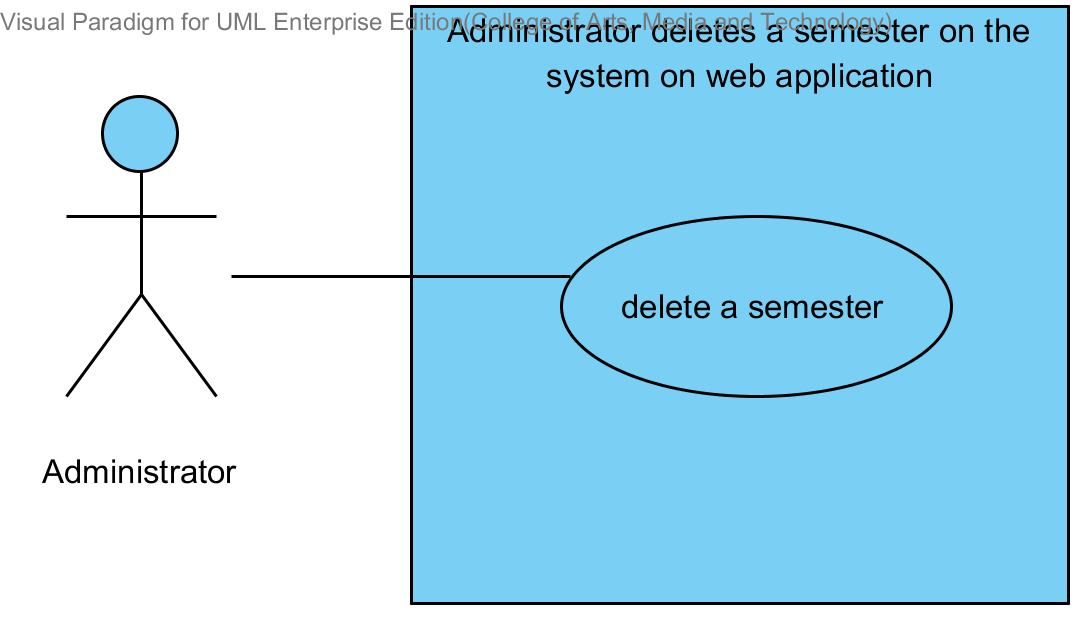 Visual Paradigm for UML Enterprise Edition(College of Arts, Media and Technology)
Administrator deletes a semester on the
system on web application
delete a semester
Administrator